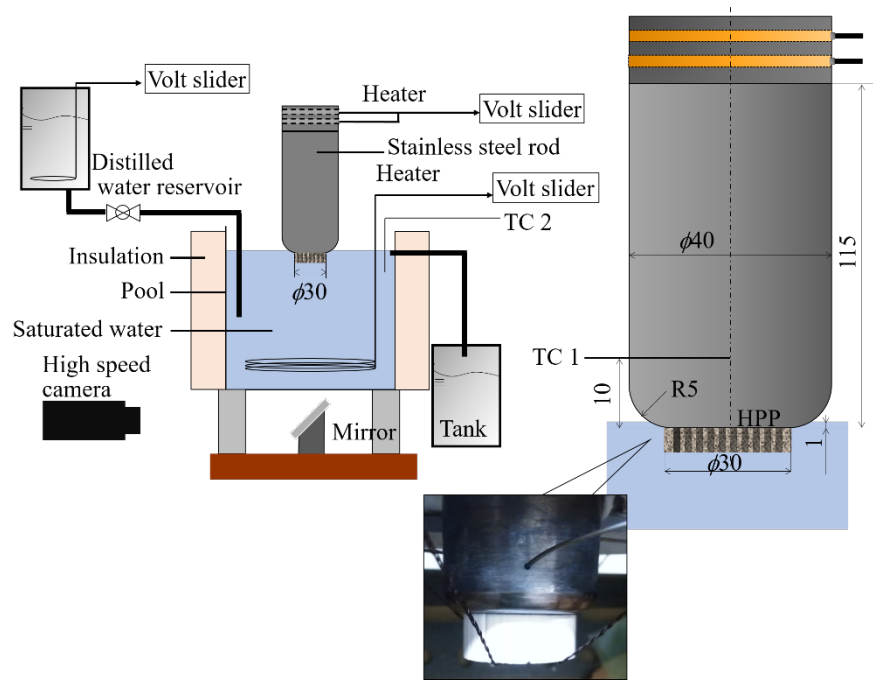 Volt slider
Heater
Volt slider
Stainless steel rod
Heater
Volt slider
Distilled
water reservoir
TC 2
Insulation
ϕ30
Pool
Saturated water
High speed
camera
Mirror
Tank
ϕ40
115
TC 1
10
R5
HPP
1
ϕ30